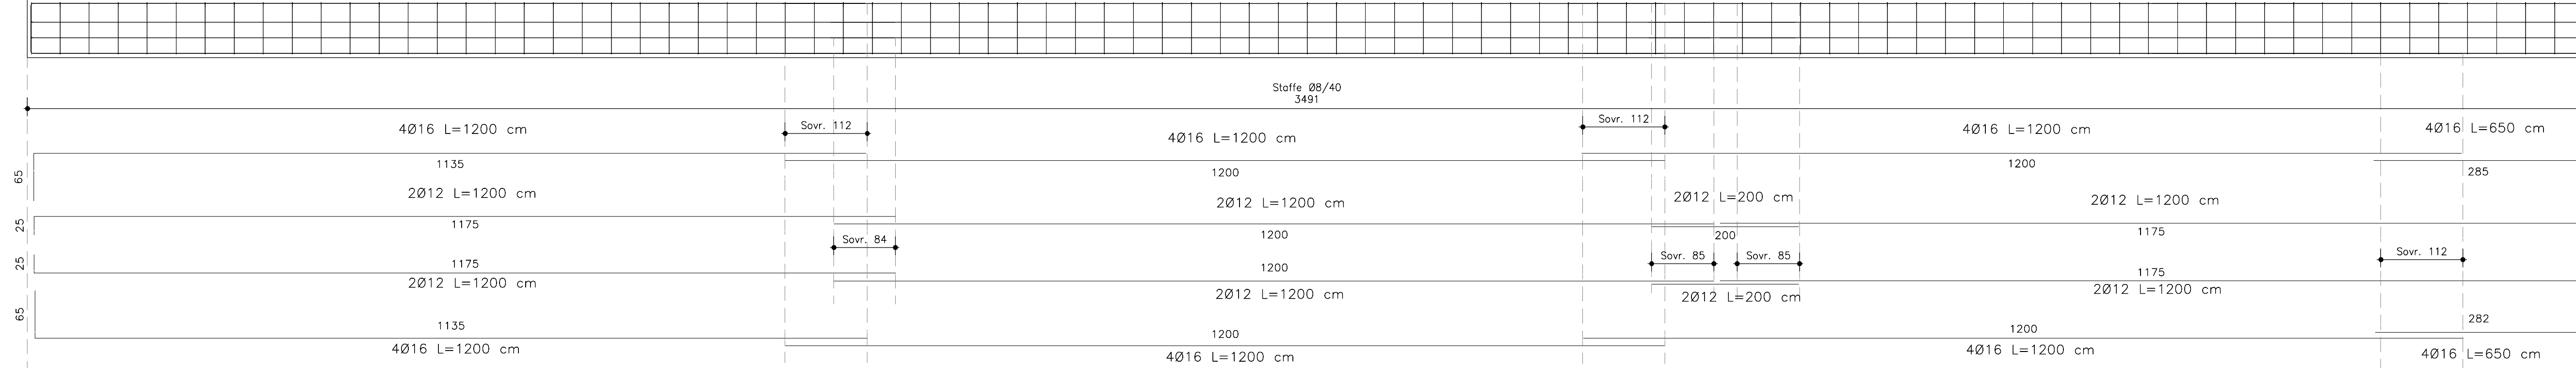 Staffe Ø8/40
3491
4Ø16 L=1200 cm
Sovr. 112
4Ø16 L=1200 cm
Sovr. 112
4Ø16 L=1200 cm
4Ø16 L=650 cm
65
1135
1200
1200
285
2Ø12 L=1200 cm
2Ø12 L=1200 cm
2Ø12 L=200 cm
2Ø12 L=1200 cm
25
1175
1200
200
1175
Sovr. 84
Sovr. 85
Sovr. 85
Sovr. 112
25
1175
1200
1175
2Ø12 L=1200 cm
2Ø12 L=1200 cm
2Ø12 L=200 cm
2Ø12 L=1200 cm
65
1135
1200
1200
282
4Ø16 L=1200 cm
4Ø16 L=1200 cm
4Ø16 L=1200 cm
4Ø16 L=650 cm